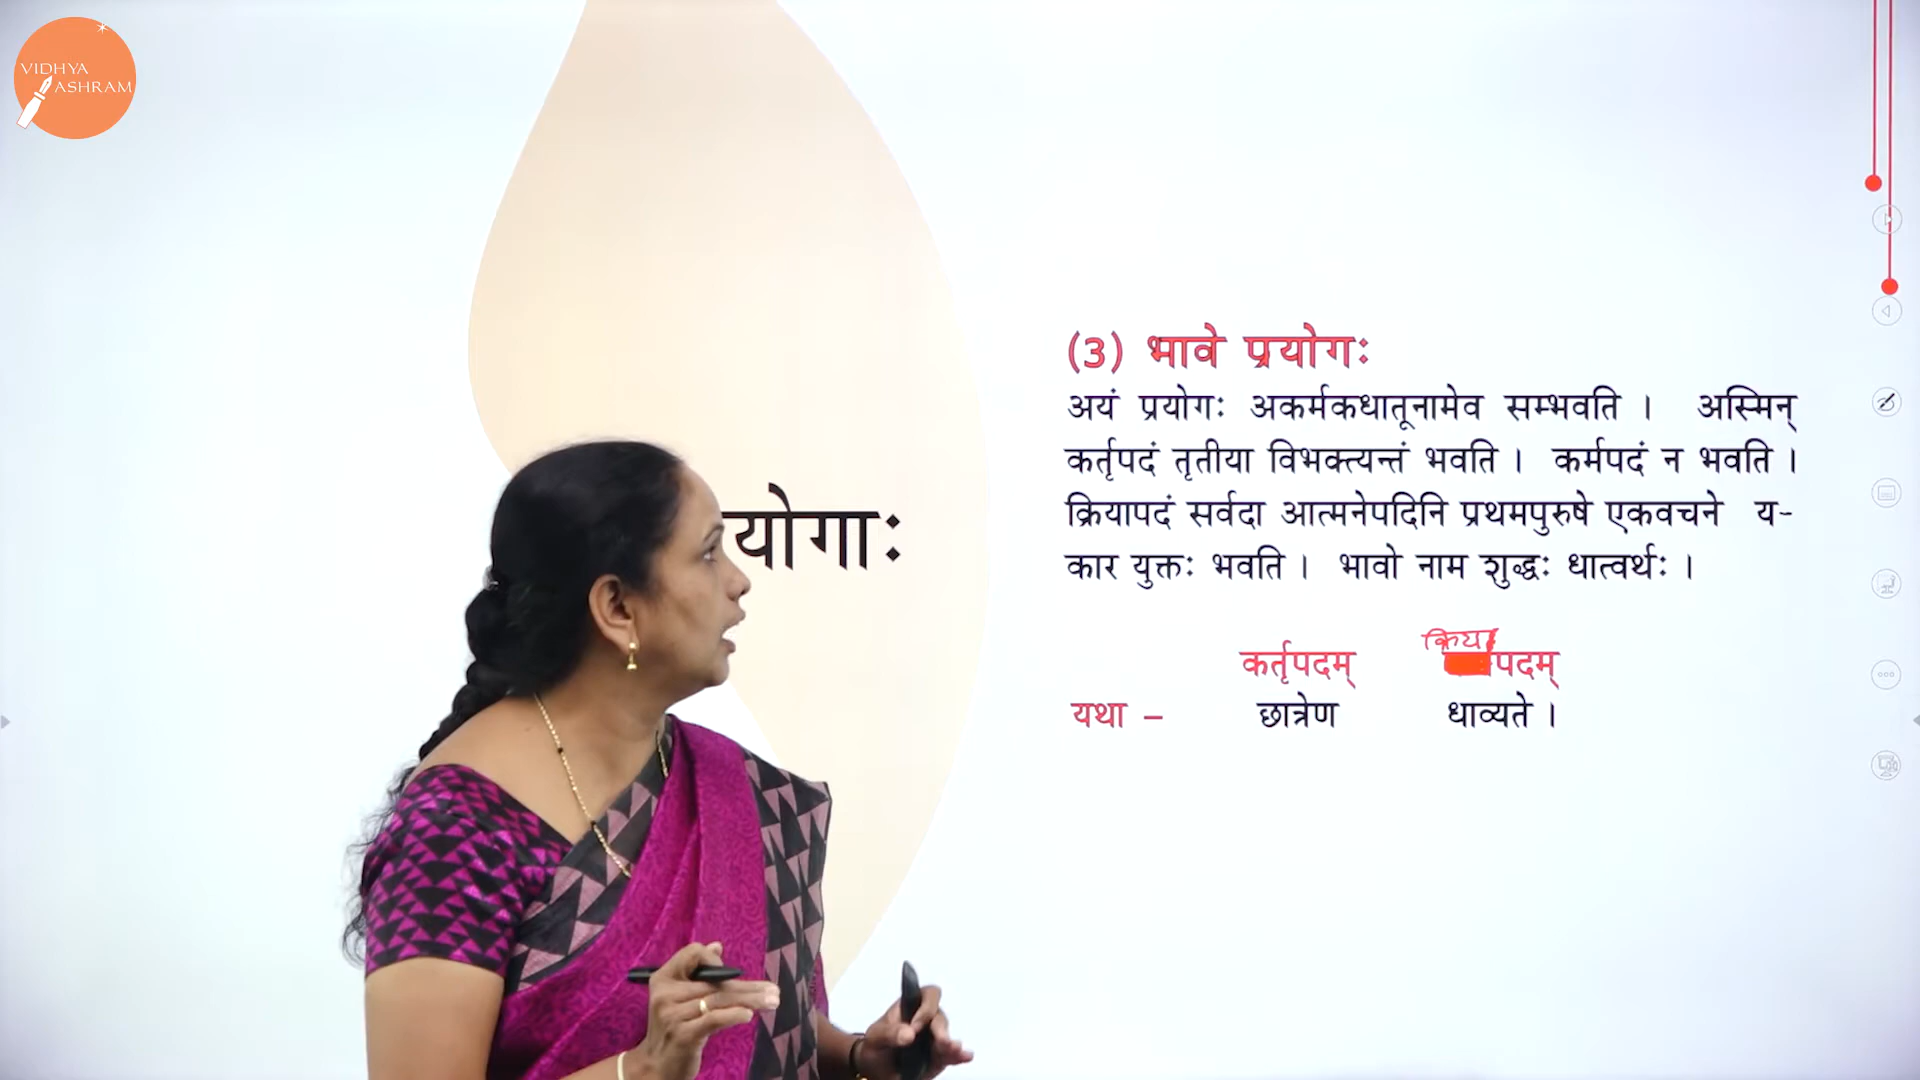 VIDHYA
ASHRAM
योगाः
(3) भावे प्रयोगः
अयं प्रयोगः अकर्मकधातूनामेव सम्भवति । अस्मिन्
कर्तृपदं तृतीया विभक्त्यन्तं भवति । कर्मपदं न भवति ।
क्रियापदं सर्वदा आत्मनेपदिनि प्रथमपुरुषे एकवचने य-
कार युक्तः भवति । भावो नाम शुद्धः धात्वर्थः ।
क्रिया
कर्तृपदम् पदम्
यथा – छात्रेण धाव्यते ।